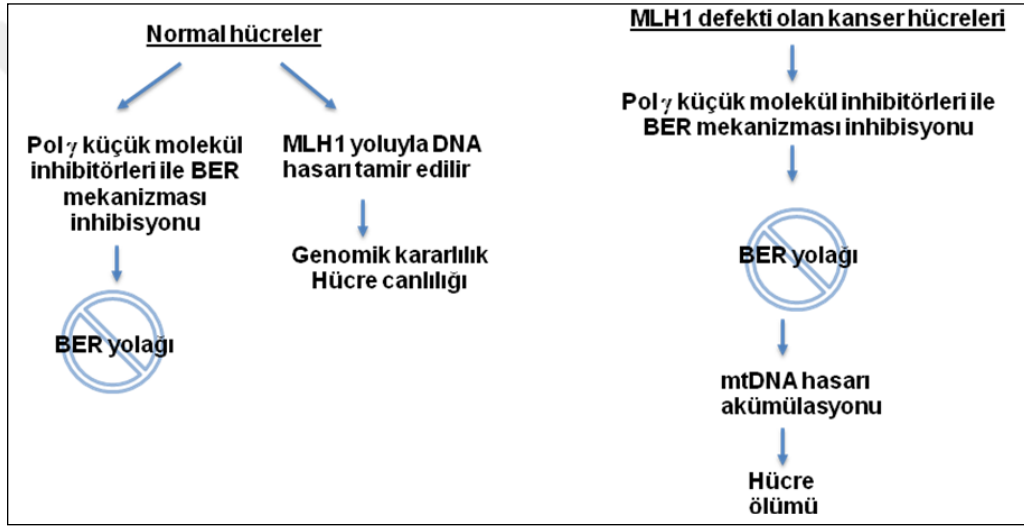 Normal hücreler
Pol γ küçük molekül
inhibitörleri ile BER
mekanizması
inhibisyonu
BER yolağı
MLH1 yoluyla DNA
hasarı tamir edilir
Genomik kararlılık
Hücre canlılığı
MLH1 defekti olan kanser hücreleri
Pol γ küçük molekül inhibitörleri ile
BER mekanizması inhibisyonu
BER yolağı
mtDNA hasarı
akümülasyonu
Hücre
ölümü